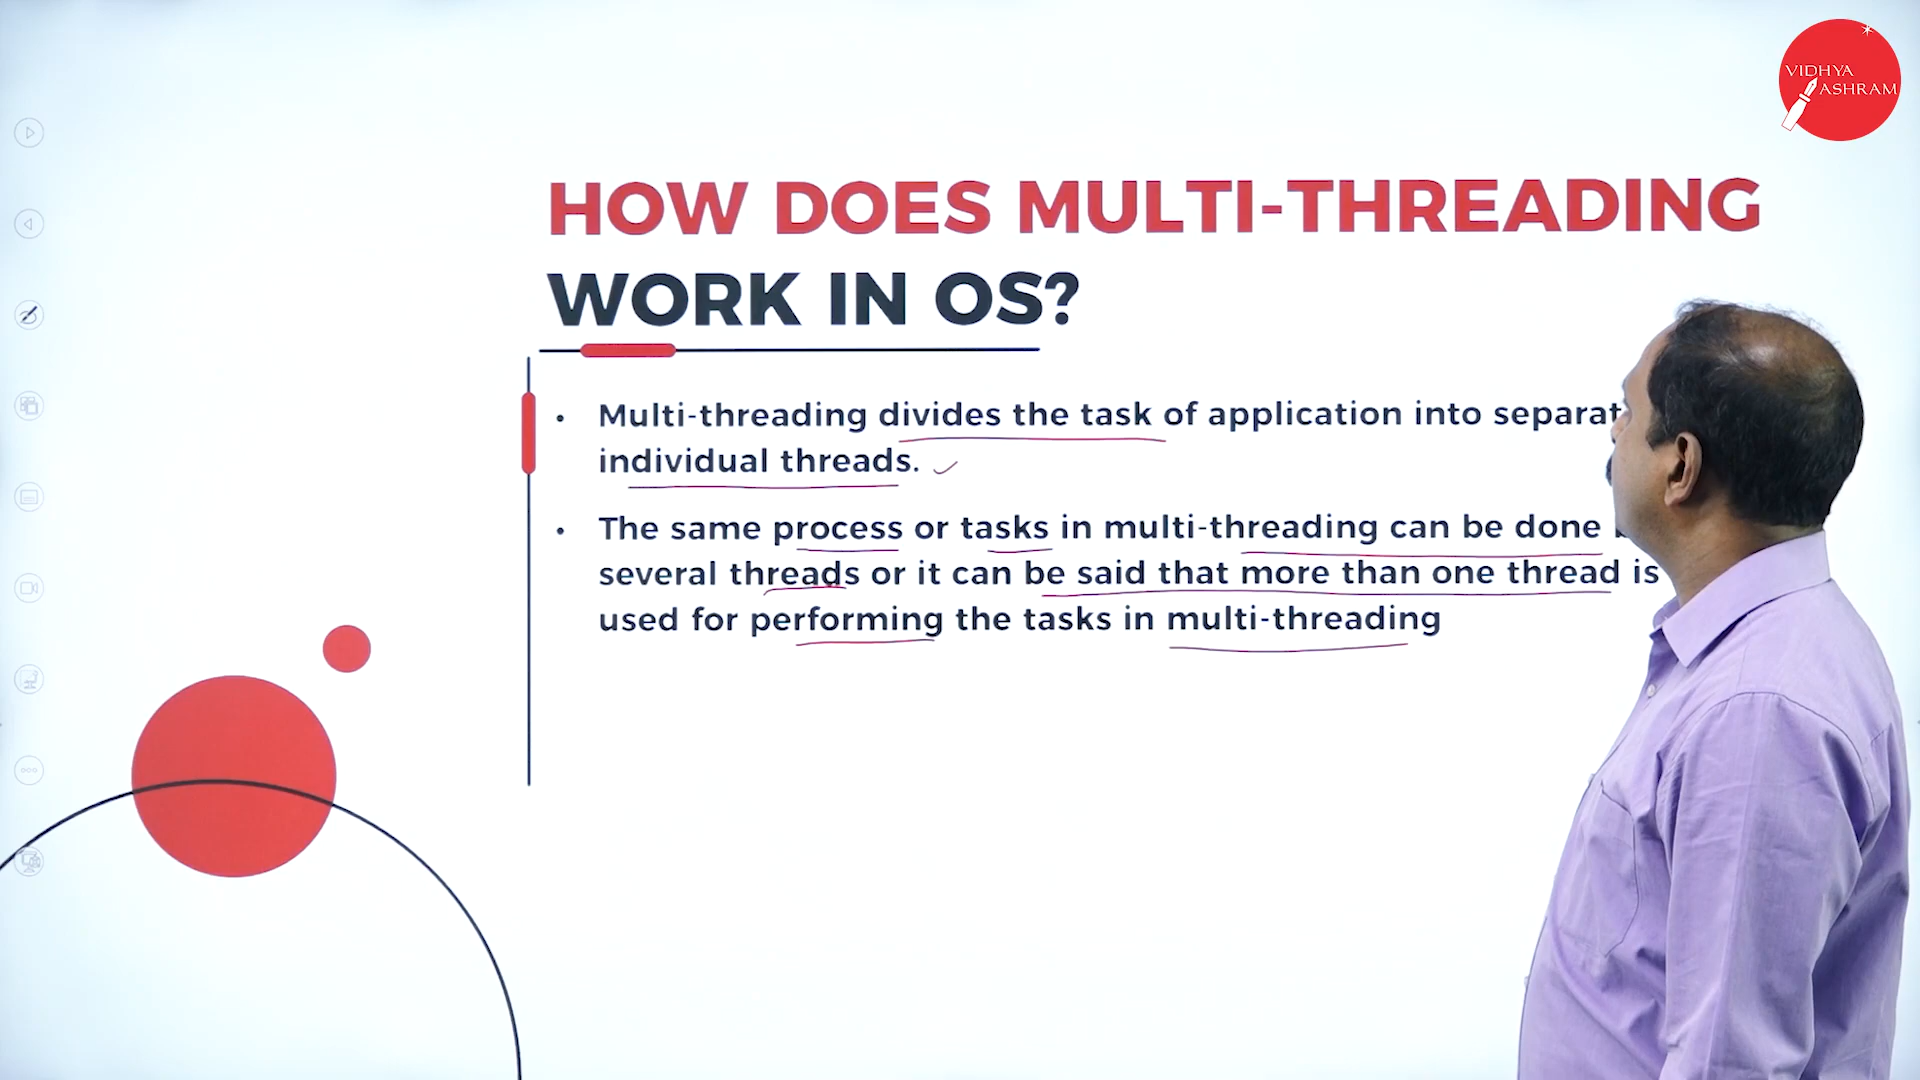 VIDHYA
ASHRAM
HOW DOES MULTI-THREADING
WORK IN OS?
• Multi-threading divides the task of application into separat
individual threads.
• The same process or tasks in multi-threading can be done
several threads or it can be said that more than one thread is
used for performing the tasks in multi-threading